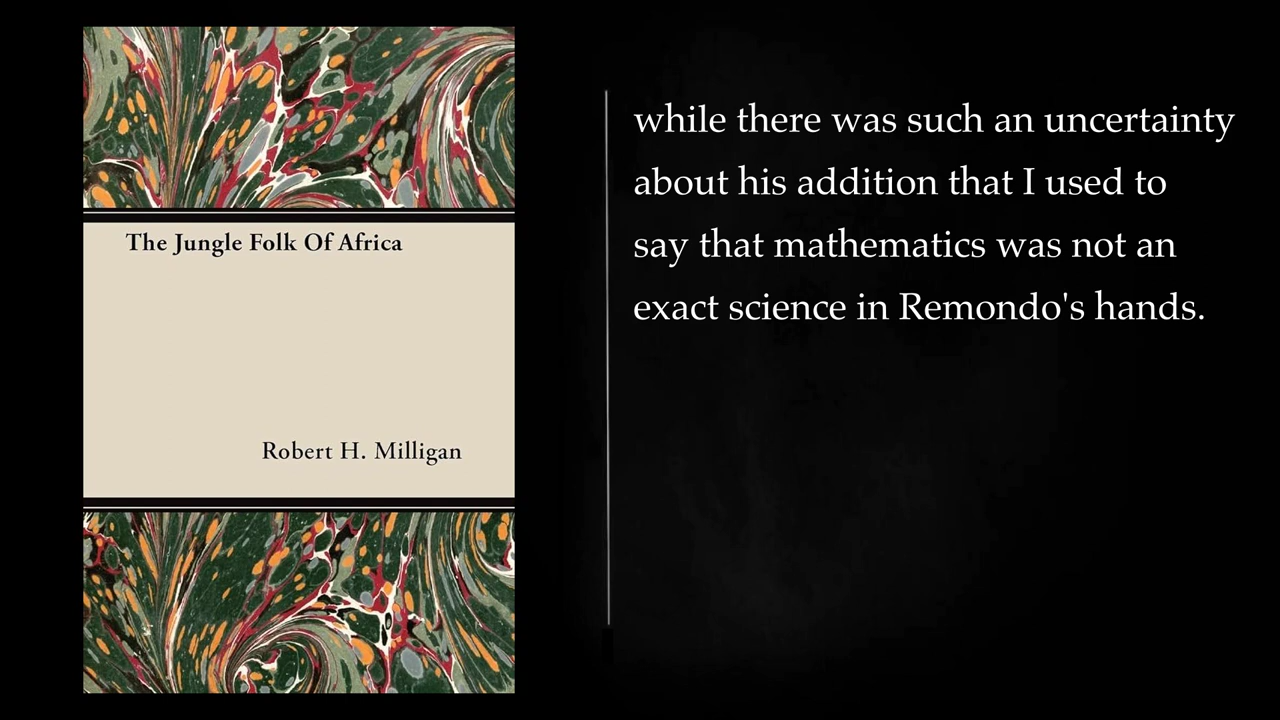 The Jungle Folk Of Africa
Robert H. Milligan
while there was such an uncertainty
about his addition that I used to
say that mathematics was not an
exact science in Remondo's hands.